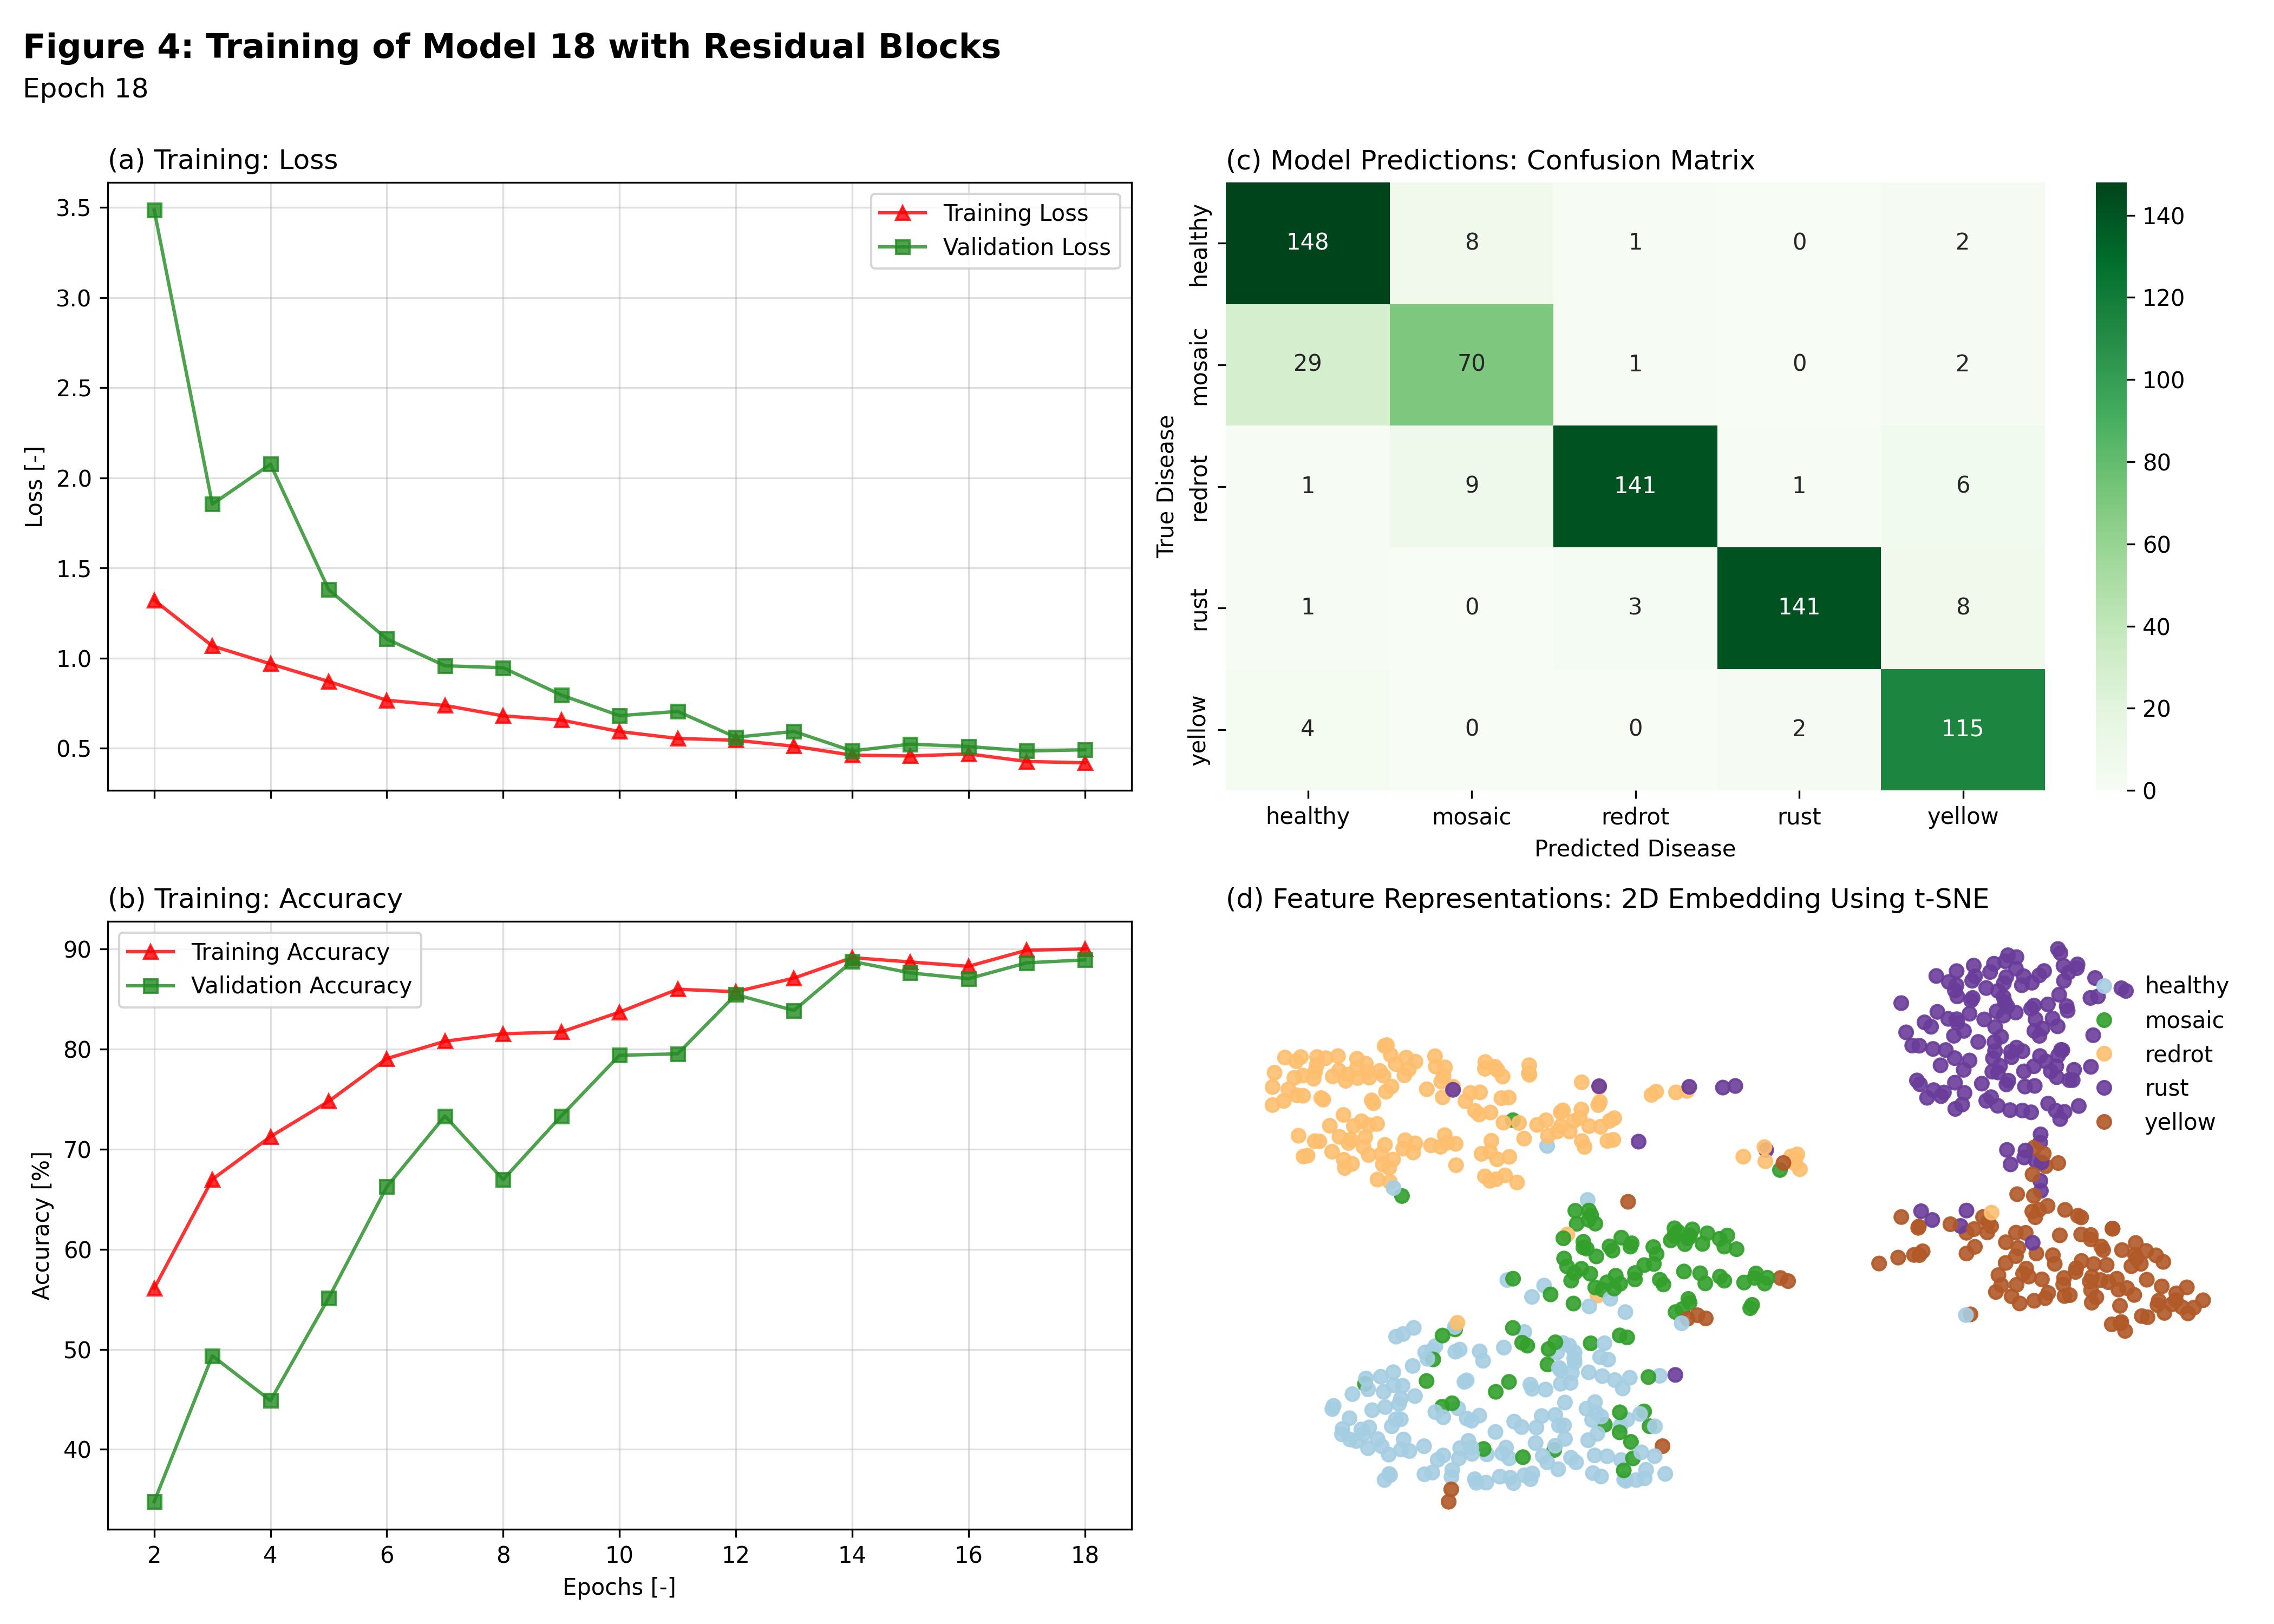 Figure 4: Training of Model 18 with Residual Blocks
Epoch 18
(a) Training: Loss
3.5
3.0
2.5
2.0
1.5
1.0
0.5
Loss [-]
Training Loss
Validation Loss
(c) Model Predictions: Confusion Matrix
True Disease
healthy
148 8 1 0 2
mosaic
29 70 1 0 2
redrot
1 9 141 1 6
rust
1 0 3 141 8
yellow
4 0 0 2 115
healthy mosaic redrot rust yellow
Predicted Disease
140
120
100
80
60
40
20
0
(b) Training: Accuracy
90
80
70
60
50
40
Accuracy [%]
Training Accuracy
Validation Accuracy
2 4 6 8 10 12 14 16 18
Epochs [-]
(d) Feature Representations: 2D Embedding Using t-SNE
healthy
mosaic
redrot
rust
yellow